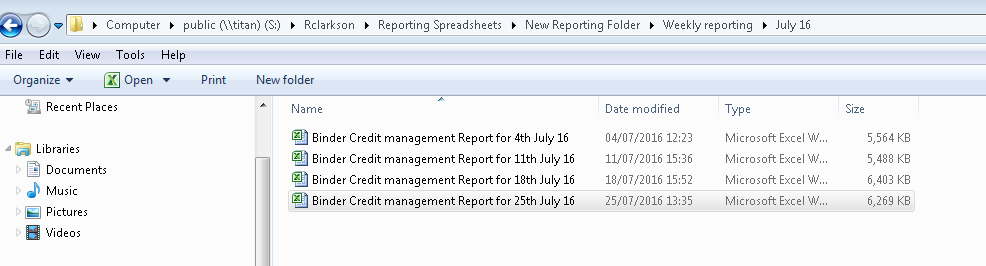 Computer ▸ public (\\titan) (S:) ▸ Rclarkson ▸ Reporting Spreadsheets ▸ New Reporting Folder ▸ Weekly reporting ▸ July 16
File Edit View Tools Help
Organize Open Print New folder
Recent Places
Libraries
Documents
Music
Pictures
Videos
Name Date modified Type Size
Binder Credit management Report for 4th July 16 04/07/2016 12:23 Microsoft Excel W... 5,564 KB
Binder Credit management Report for 11th July 16 11/07/2016 15:36 Microsoft Excel W... 5,488 KB
Binder Credit management Report for 18th July 16 18/07/2016 15:52 Microsoft Excel W... 6,403 KB
Binder Credit management Report for 25th July 16 25/07/2016 13:35 Microsoft Excel W... 6,269 KB